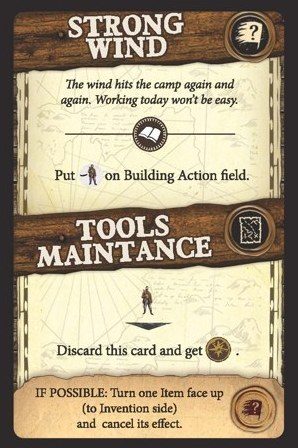 STRONG
WIND
The wind hits the camp again and
again. Working today won't be easy.
Put on Building Action field.
TOOLS
MAINTANCE
Discard this card and get .
IF POSSIBLE: Turn one Item face up
(to Invention side)
and cancel its effect.